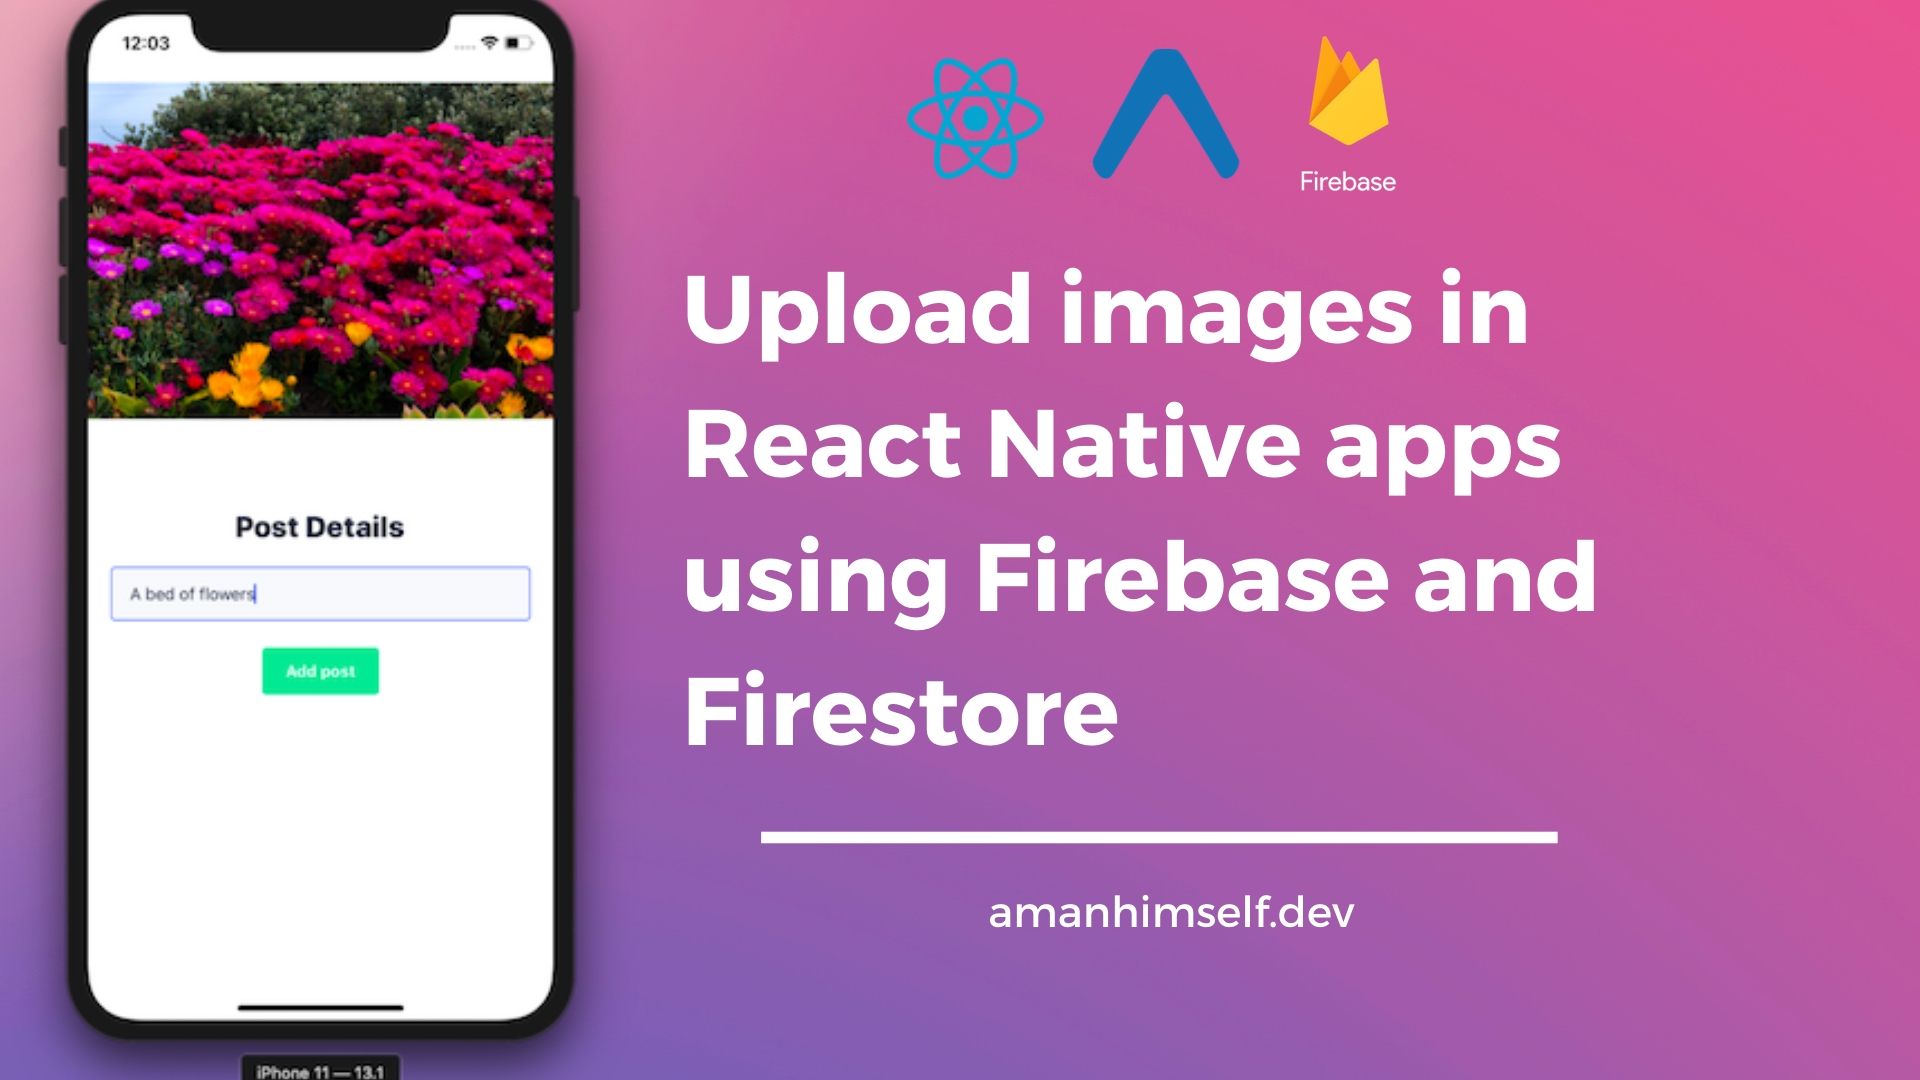 12:03
Post Details
A bed of flowers
Add post
iPhone 11 — 13.1
Firebase
Upload images in
React Native apps
using Firebase and
Firestore
amanhimself.dev